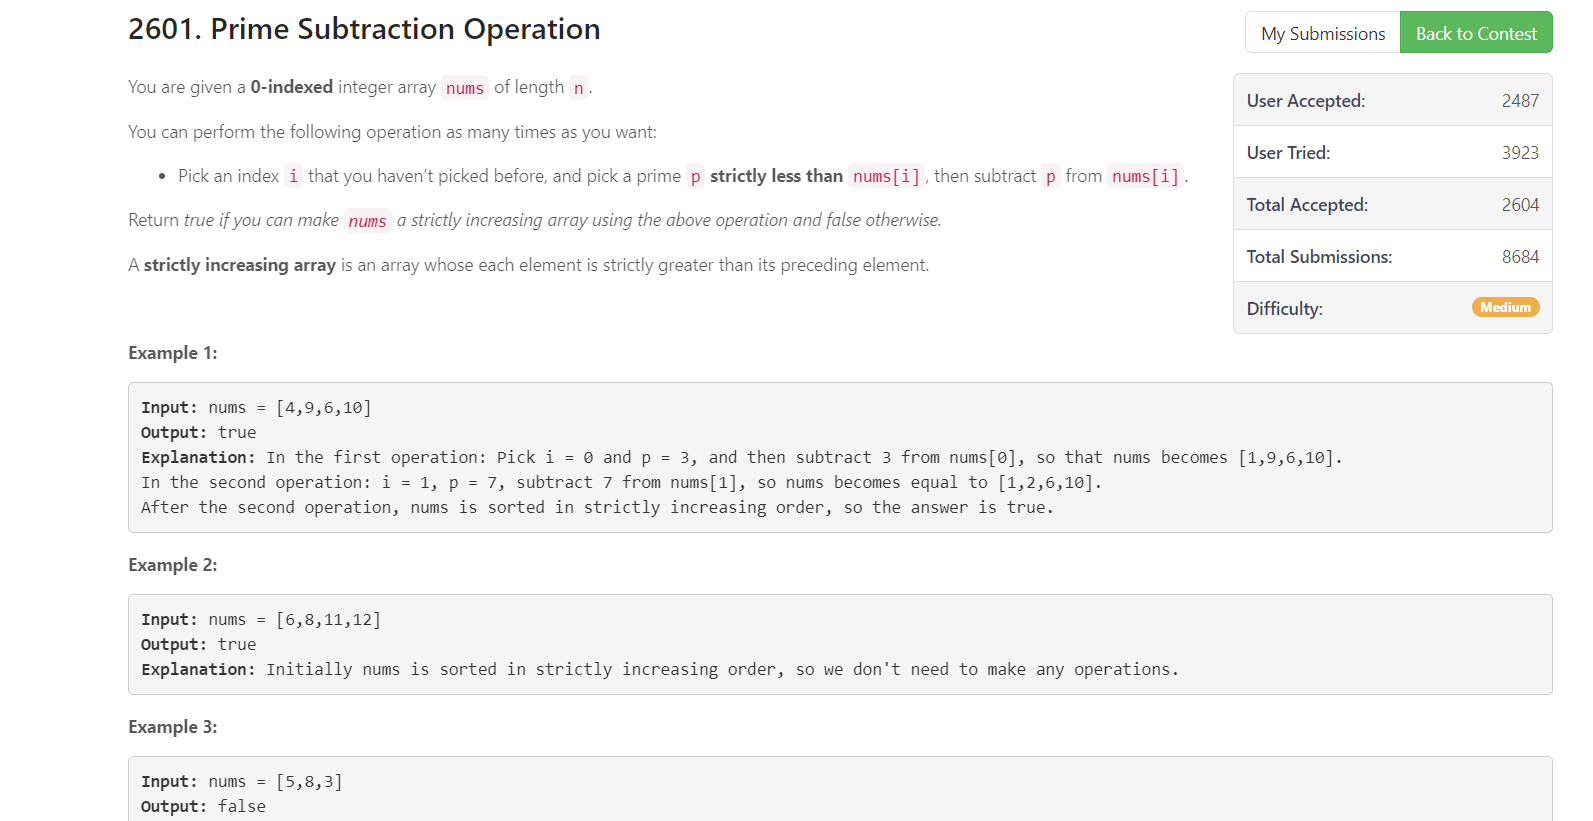 2601. Prime Subtraction Operation
My Submissions
Back to Contest
You are given a 0-indexed integer array nums of length n.
You can perform the following operation as many times as you want:
• Pick an index i that you haven’t picked before, and pick a prime p strictly less than nums[i], then subtract p from nums[i].
Return true if you can make nums a strictly increasing array using the above operation and false otherwise.
A strictly increasing array is an array whose each element is strictly greater than its preceding element.
User Accepted: 2487
User Tried: 3923
Total Accepted: 2604
Total Submissions: 8684
Difficulty: Medium
Example 1:
Input: nums = [4,9,6,10]
Output: true
Explanation: In the first operation: Pick i = 0 and p = 3, and then subtract 3 from nums[0], so that nums becomes [1,9,6,10].
In the second operation: i = 1, p = 7, subtract 7 from nums[1], so nums becomes equal to [1,2,6,10].
After the second operation, nums is sorted in strictly increasing order, so the answer is true.
Example 2:
Input: nums = [6,8,11,12]
Output: true
Explanation: Initially nums is sorted in strictly increasing order, so we don't need to make any operations.
Example 3:
Input: nums = [5,8,3]
Output: false